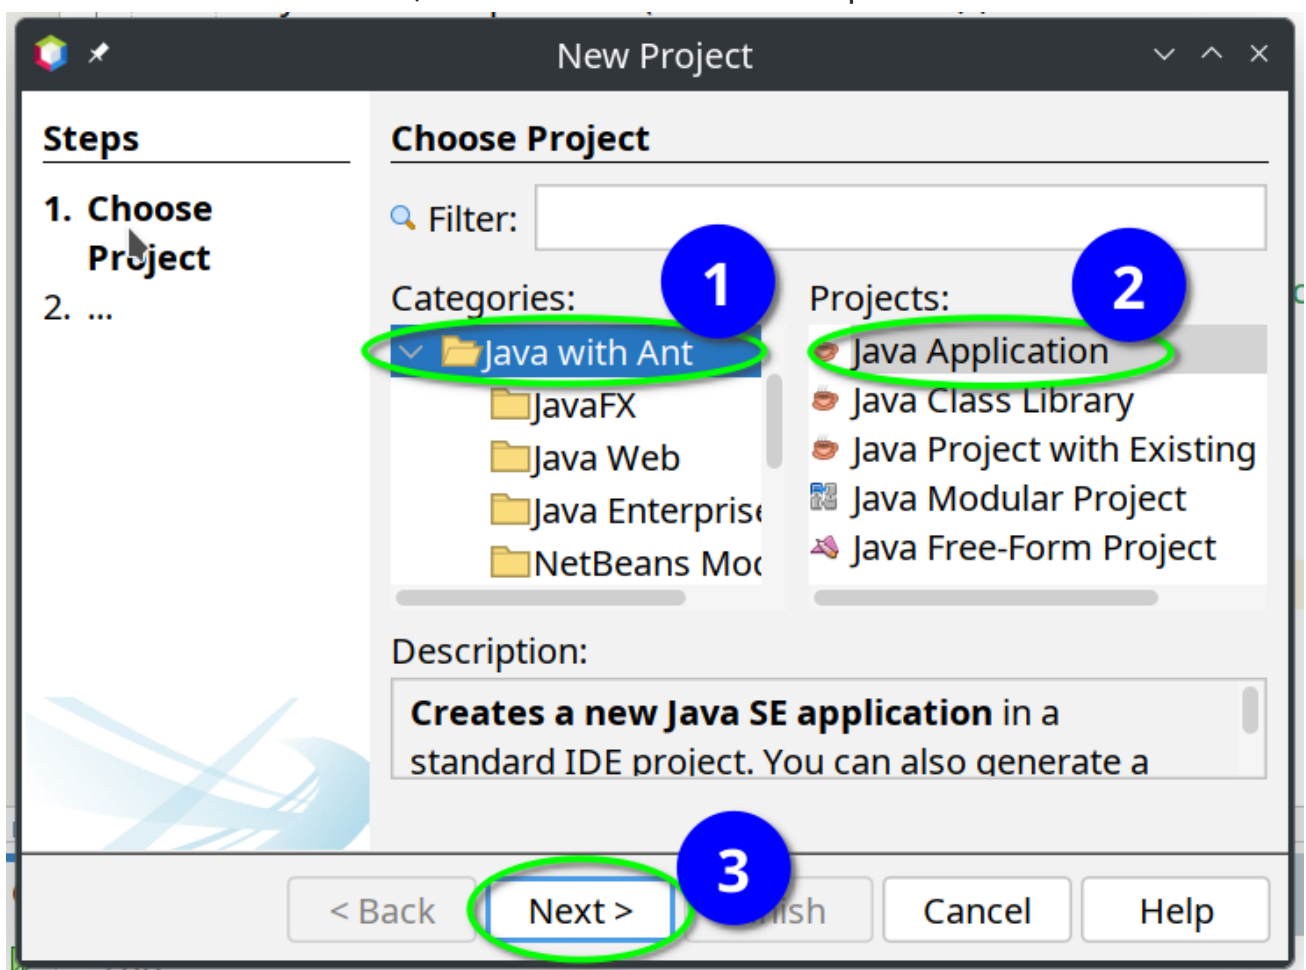 New Project
Steps
1. Choose
Project
2. ...
Choose Project
Filter:
1
2
Categories:
Projects:
Java with Ant
JavaFX
Java Web
Java Enterprise
NetBeans
Java Application
Java Class Library
Java Project with Existing
Java Modular Project
Java Free-Form Project
Description:
Creates a new Java SE application in a
standard IDE project. You can also generate a
3
< Back
Next >
Cancel
Help